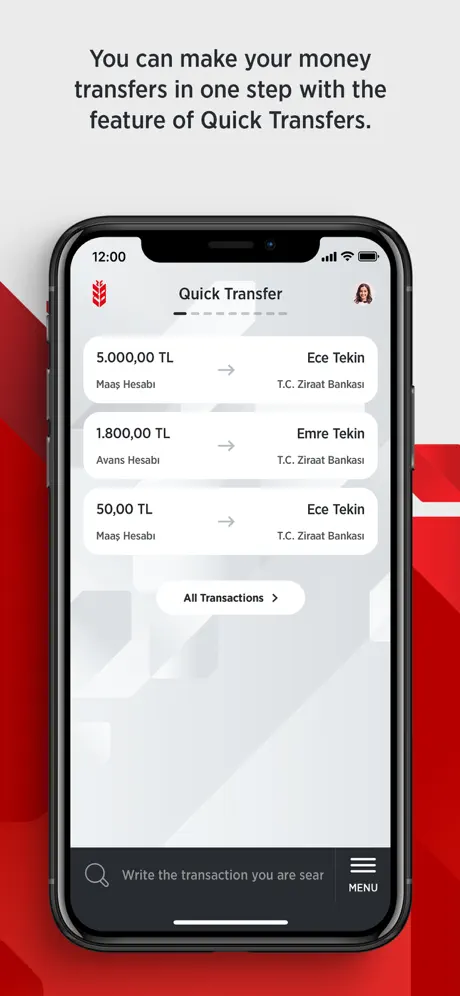 You can make your money
transfers in one step with the
feature of Quick Transfers.
12:00
Quick Transfer
5.000,00 TL
Ece Tekin
Maaş Hesabı
T.C. Ziraat Bankası
1.800,00 TL
Emre Tekin
Avans Hesabı
T.C. Ziraat Bankası
50,00 TL
Ece Tekin
Maaş Hesabı
T.C. Ziraat Bankası
All Transactions
Write the transaction you are sear
MENU